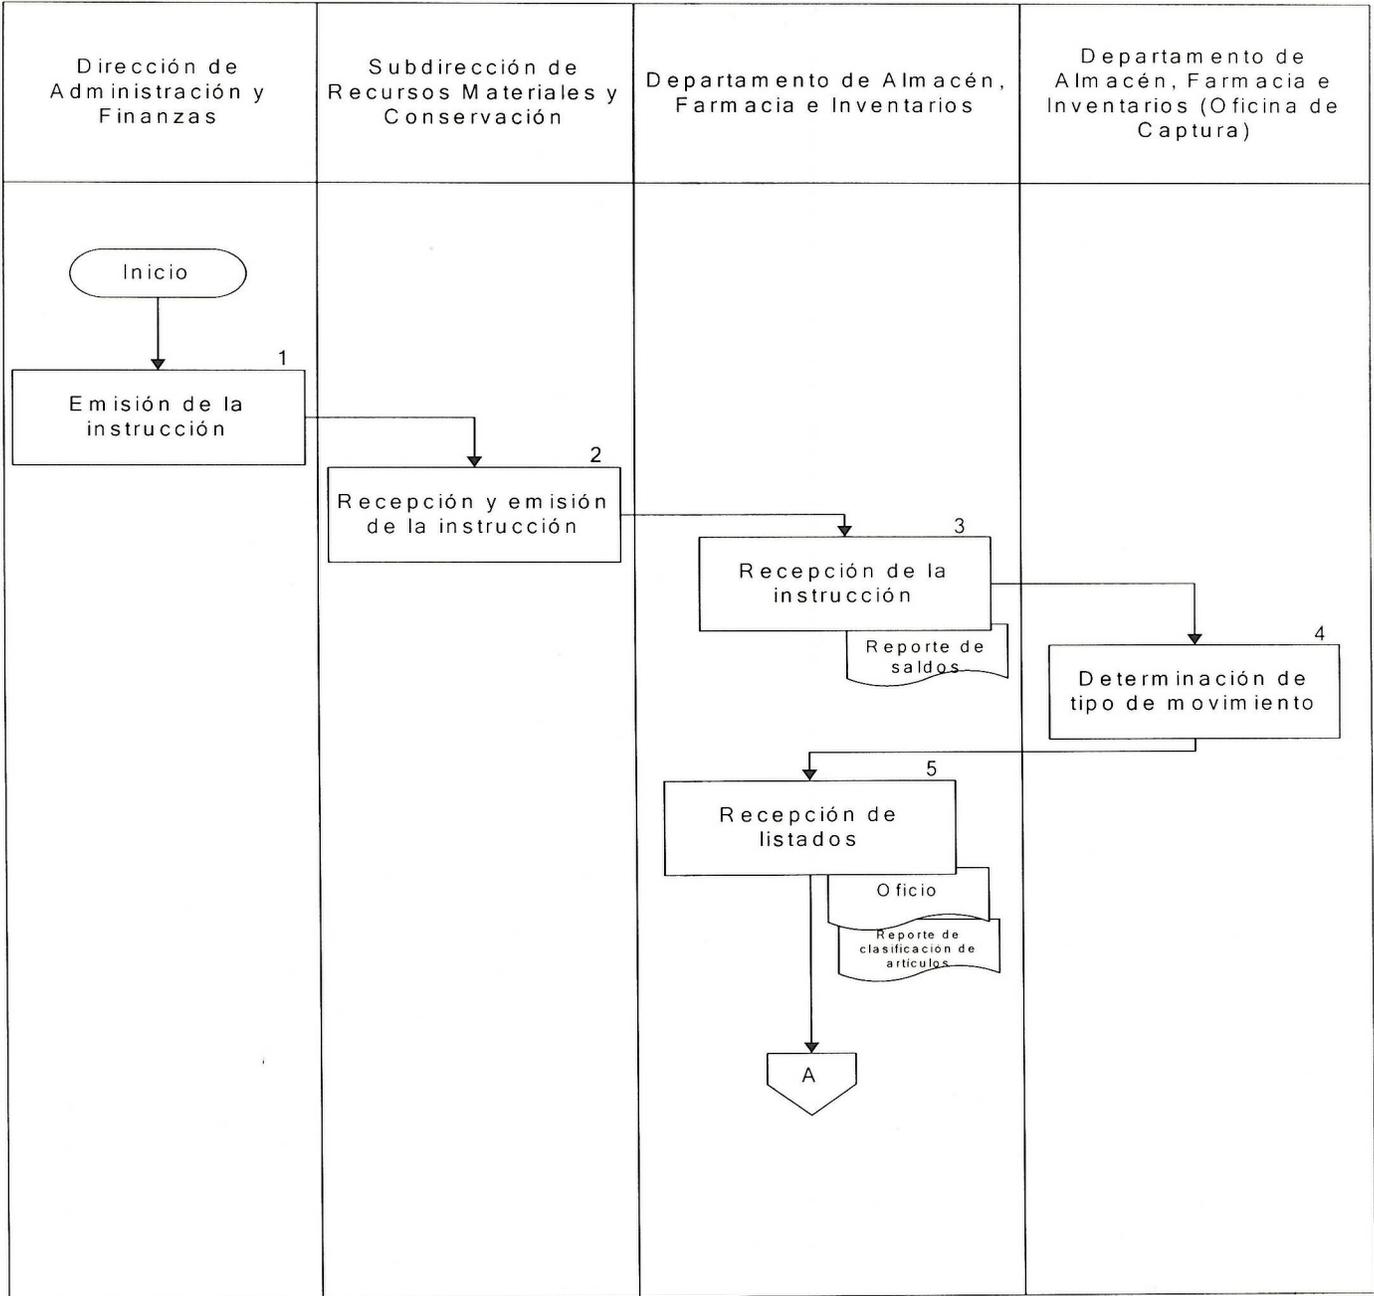 Dirección de
Administración y
Finanzas
Subdirección de
Recursos Materiales y
Conservación
Departamento de Almacén,
Farmacia e Inventarios
Departamento de
Almacén, Farmacia e
Inventarios (Oficina de
Captura)
Inicio
1
Emisión de la
instrucción
2
Recepción y emisión
de la instrucción
3
Recepción de la
instrucción
Reporte de
saldos
4
Determinación de
tipo de movimiento
5
Recepción de
listados
Oficio
Reporte de
clasificación de
artículos
A